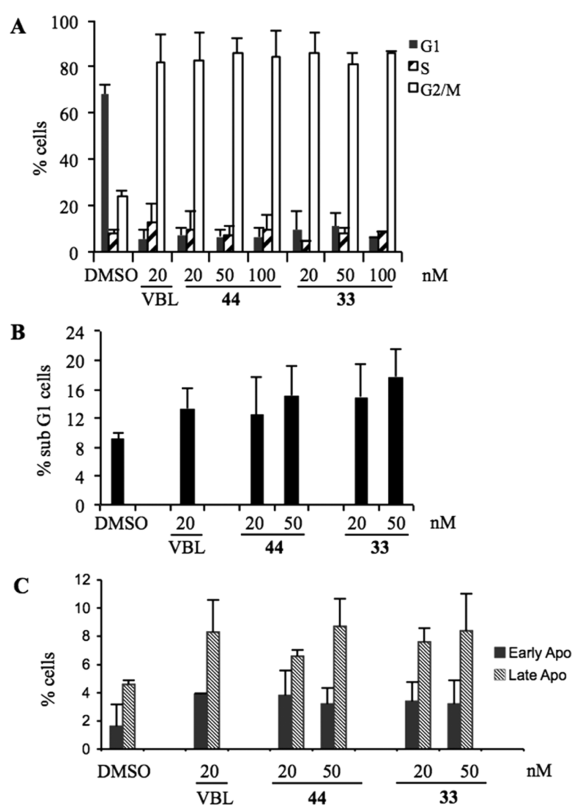 A
100
80
60
40
20
0
% cells
G1
S
G2/M
DMSO 20 20 50 100 20 50 100 nM
VBL 44 33
B
24
20
16
12
8
4
0
% sub G1 cells
DMSO 20 20 50 20 50 nM
VBL 44 33
C
12
10
8
6
4
2
0
% cells
Early Apo
Late Apo
DMSO 20 20 50 20 50 nM
VBL 44 33